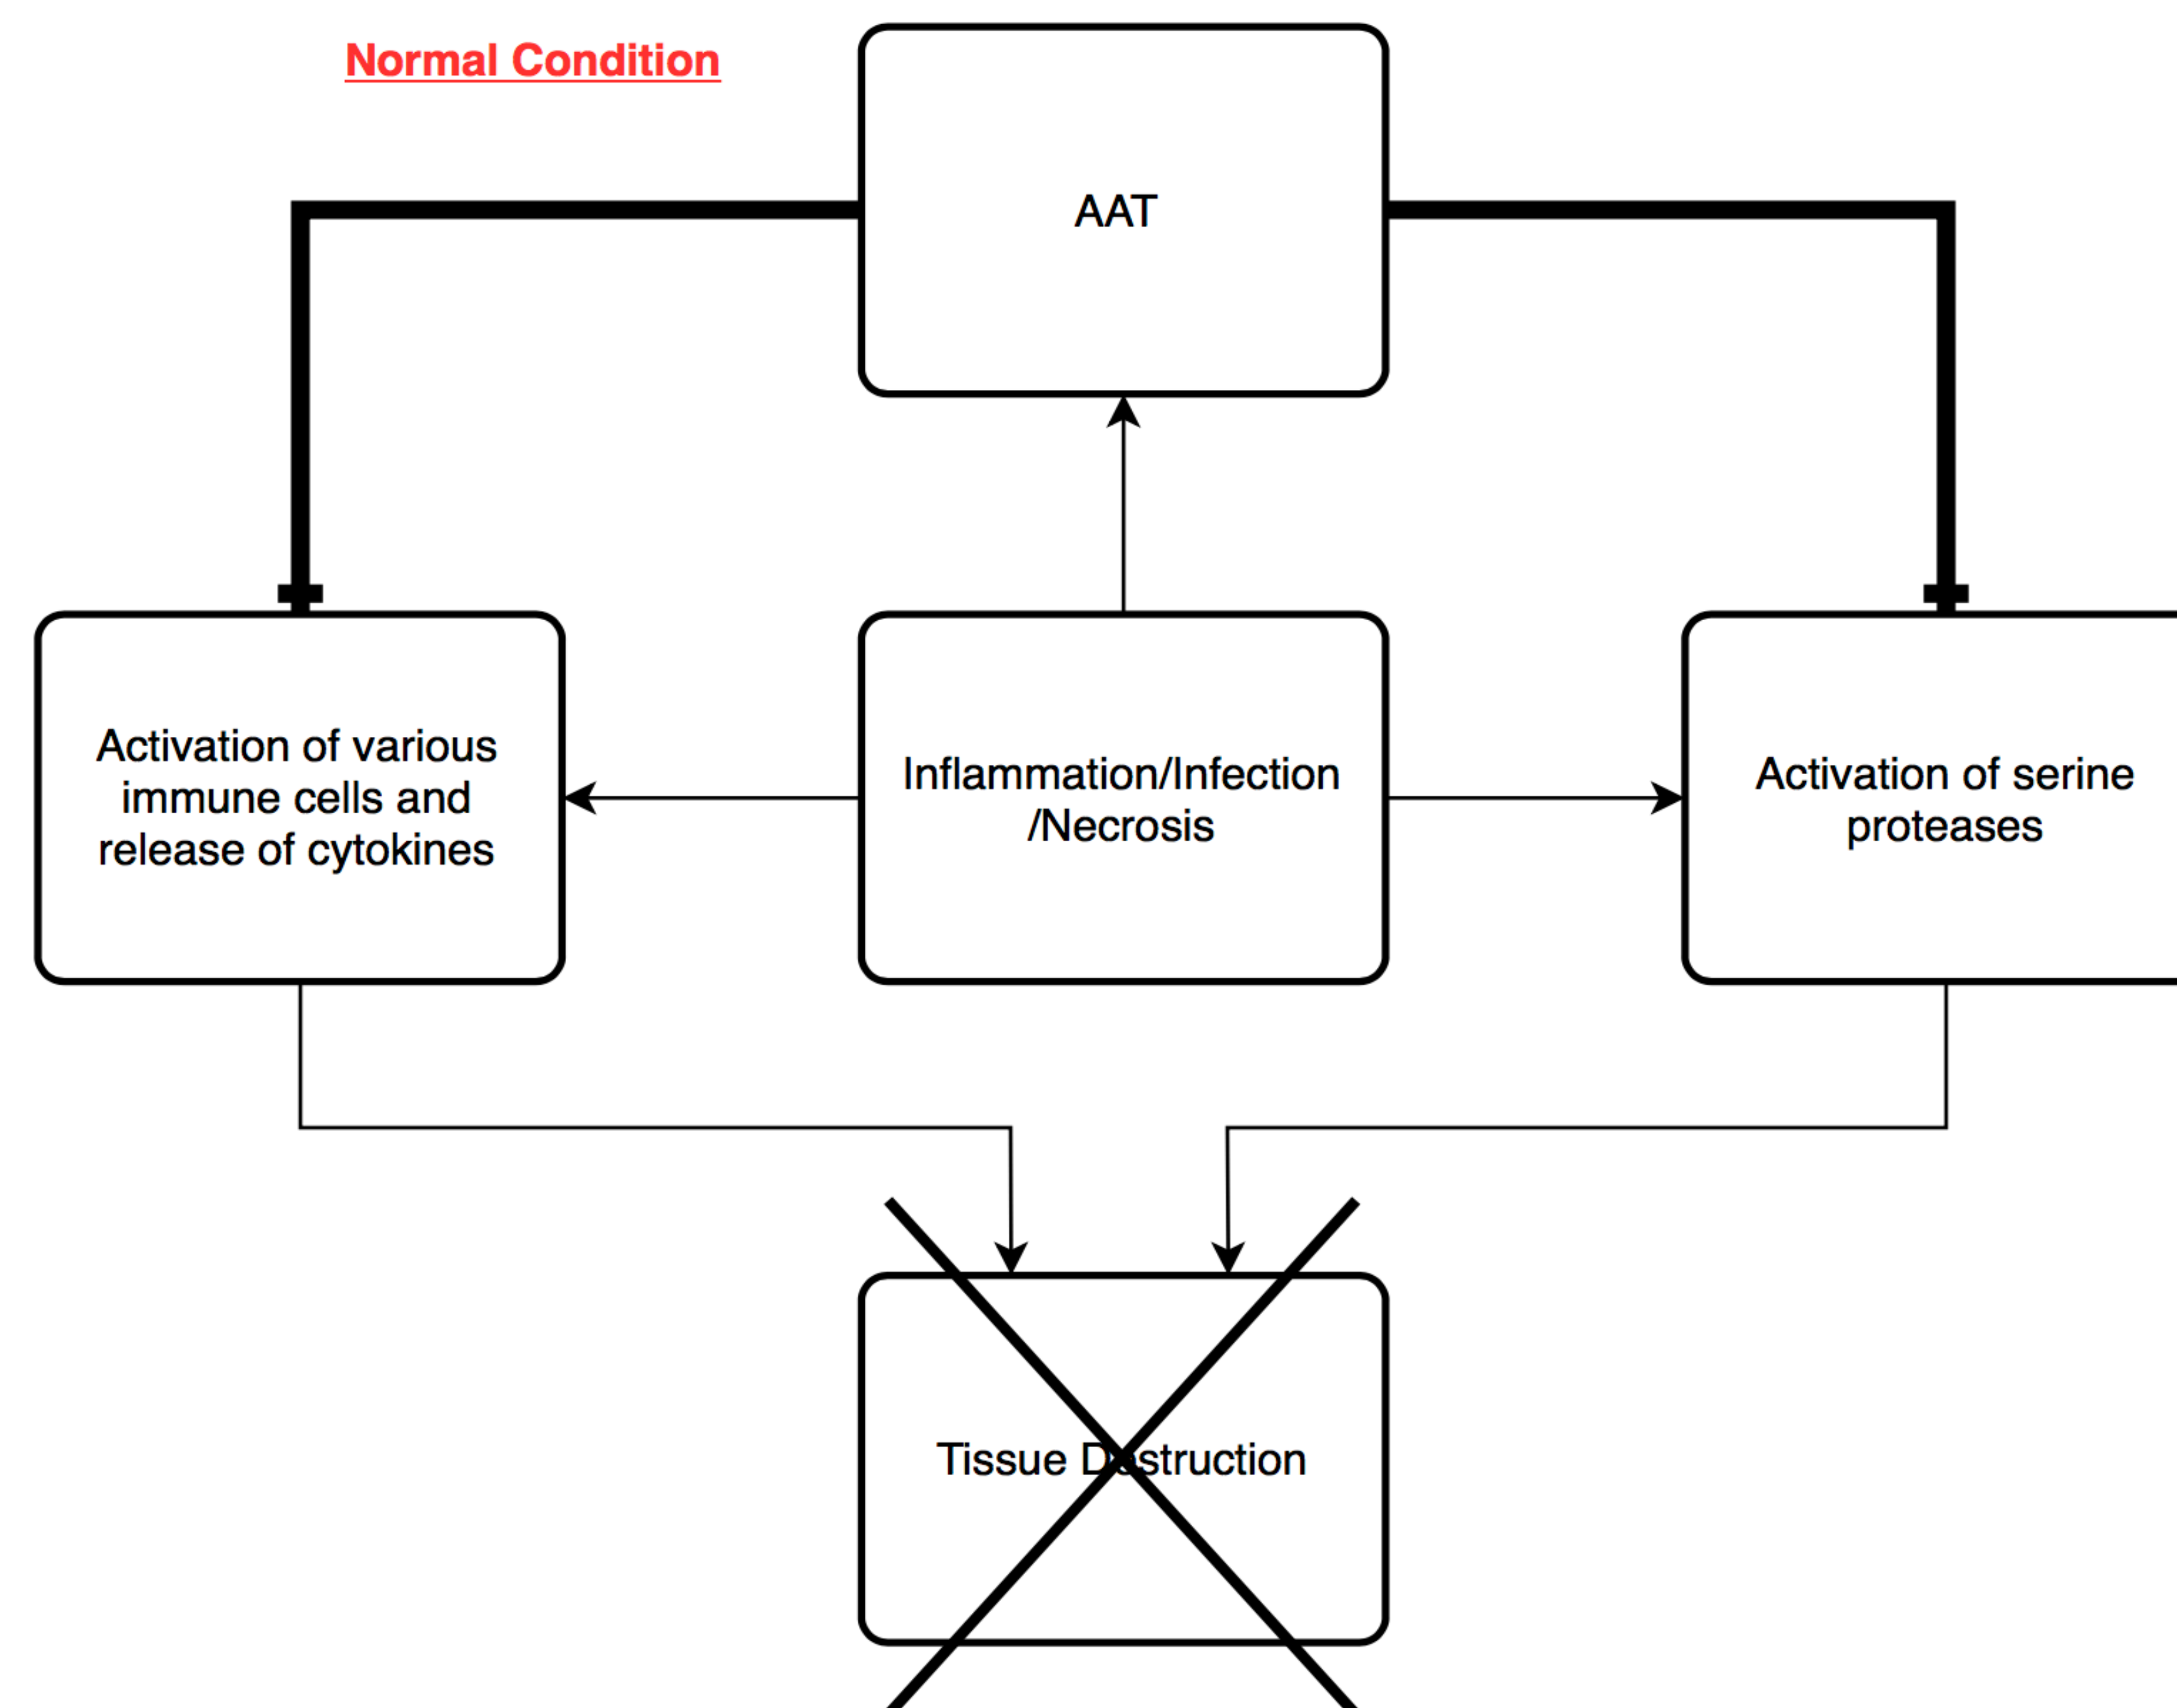 Normal Condition
AAT
Activation of various
immune cells and
release of cytokines
Inflammation/Infection
/Necrosis
Activation of serine
proteases
Tissue Destruction